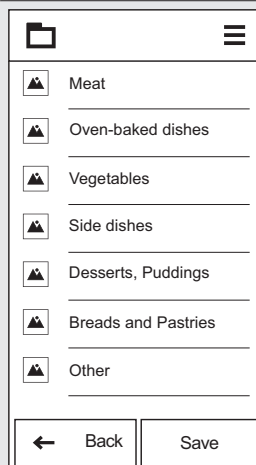 Meat
Oven-baked dishes
Vegetables
Side dishes
Desserts, Puddings
Breads and Pastries
Other
Back
Save